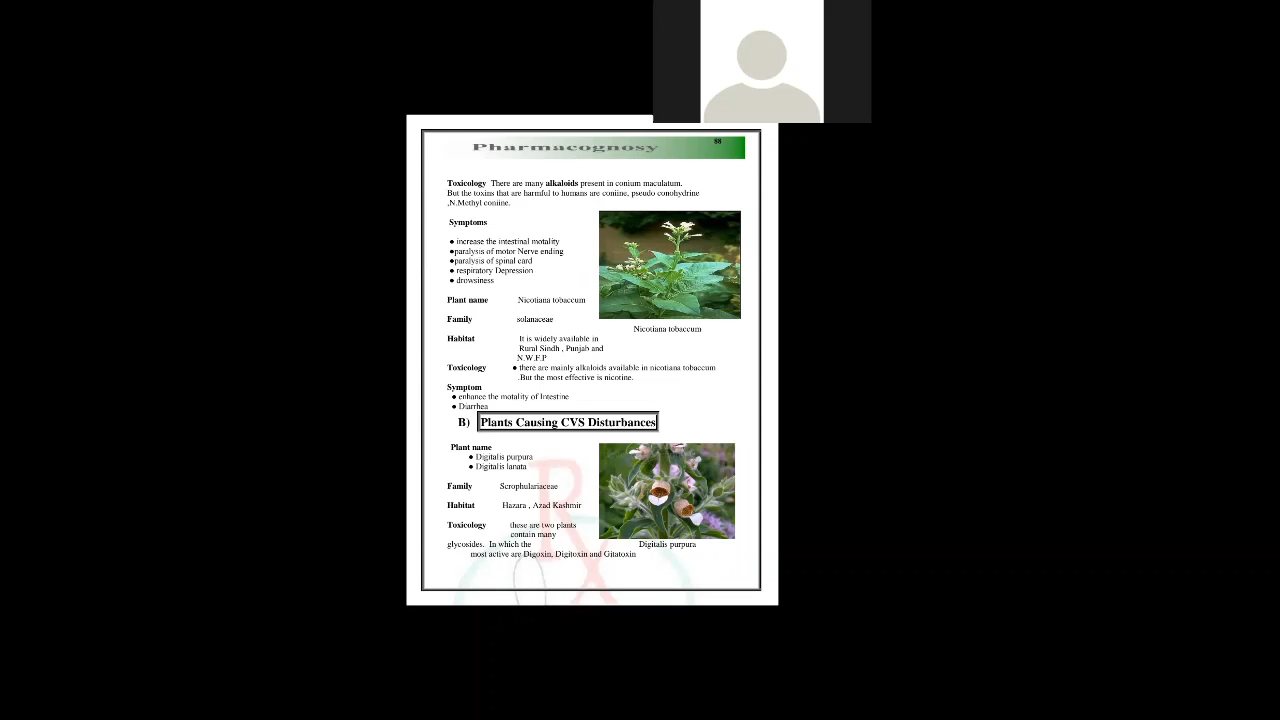 Pharmacognosy 88
Toxicology There are many alkaloids present in conium maculatum.
But the toxins that are harmful to humans are coniine, pseudo conohydrine
,N.Methyl coniine.
Symptoms
● increase the intestinal motality
●paralysis of motor Nerve ending
●paralysis of spinal card
● respiratory Depression
● drowsiness
Plant name Nicotiana tobaccum
Family solanaceae
Nicotiana tobaccum
Habitat It is widely available in
Rural Sindh , Punjab and
N.W.F.P
Toxicology ● there are mainly alkaloids available in nicotiana tobaccum
.But the most effective is nicotine.
Symptom
● enhance the motality of Intestine
● Diarrhea
B) Plants Causing CVS Disturbances
Plant name
● Digitalis purpura
● Digitalis lanata
Family Scrophulariaceae
Habitat Hazara , Azad Kashmir
Toxicology these are two plants
contain many
glycosides. In which the
Digitalis purpura
most active are Digoxin, Digitoxin and Gitatoxin
Rx